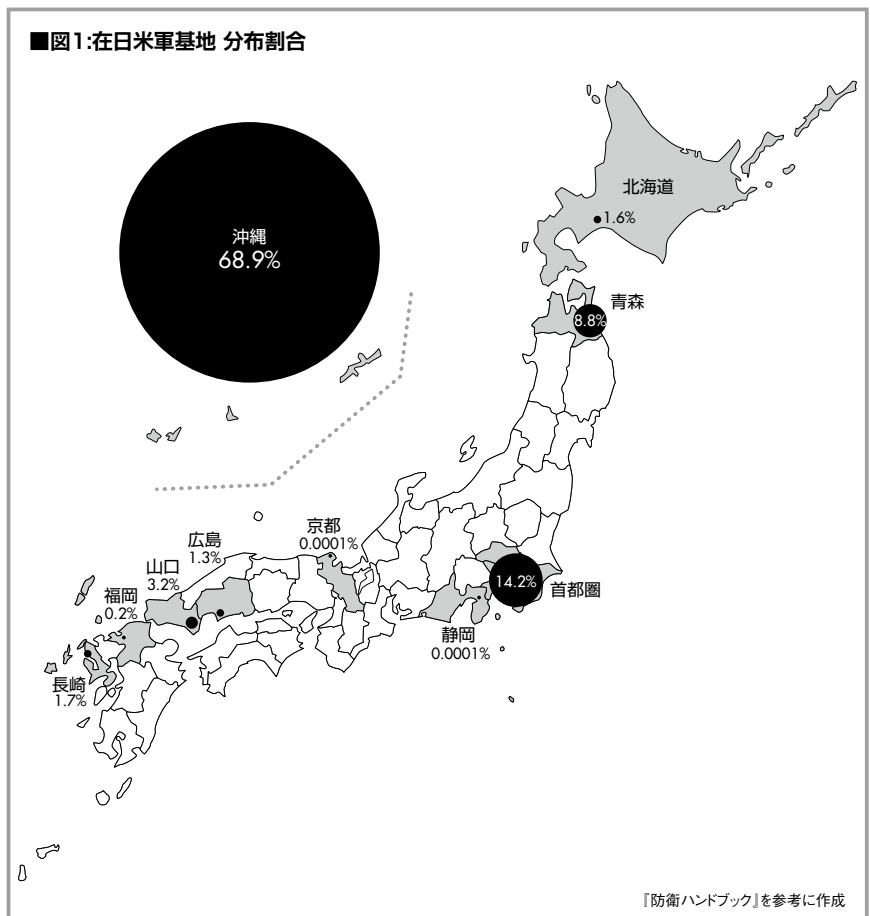 ■図1:在日米軍基地 分布割合
沖縄
68.9%
北海道
1.6%
青森
8.8%
京都
0.0001%
広島
1.3%
山口
3.2%
福岡
0.2%
長崎
1.7%
14.2%
首都圏
静岡
0.0001%
『防衛ハンドブック』を参考に作成